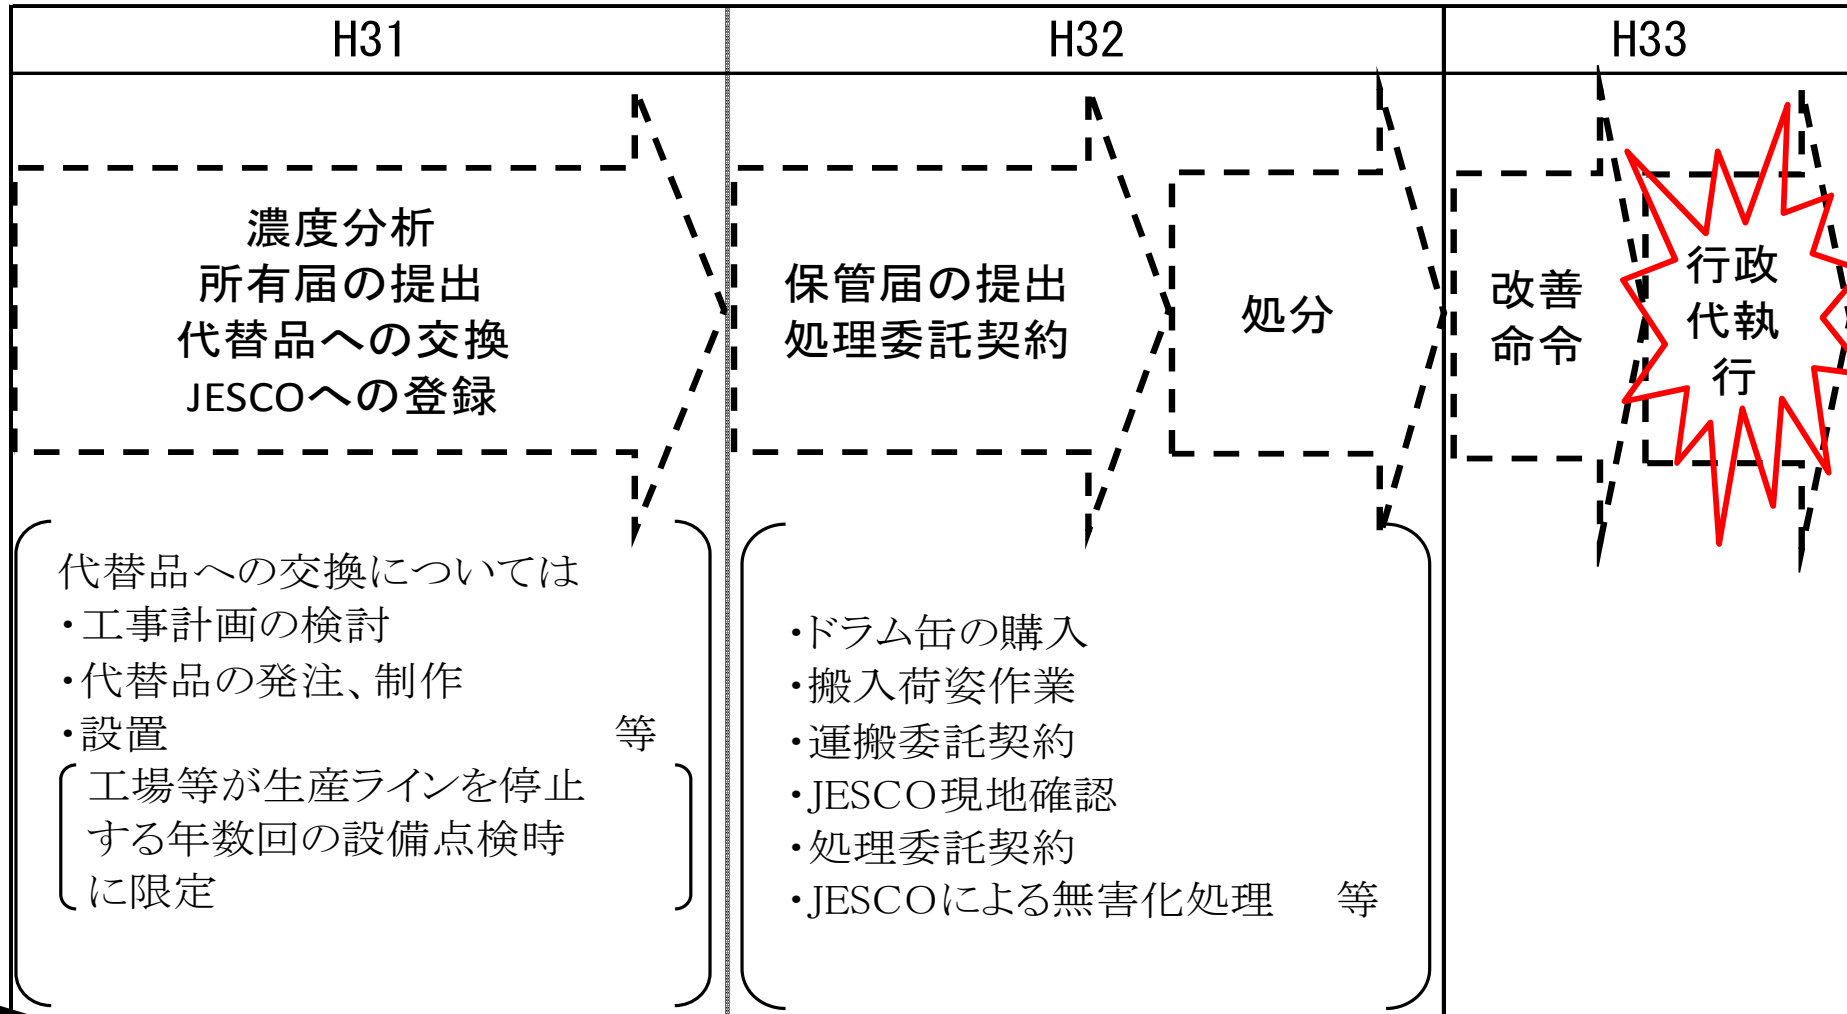 H31
H32
H33
濃度分析
所有届の提出
代替品への交換
JESCOへの登録
保管届の提出
処理委託契約
処分
改善
命令
行政
代執
行
代替品への交換については
・工事計画の検討
・代替品の発注、制作
・設置 等
工場等が生産ラインを停止
する年数回の設備点検時
に限定
・ドラム缶の購入
・搬入荷姿作業
・運搬委託契約
・JESCO現地確認
・処理委託契約
・JESCOによる無害化処理 等